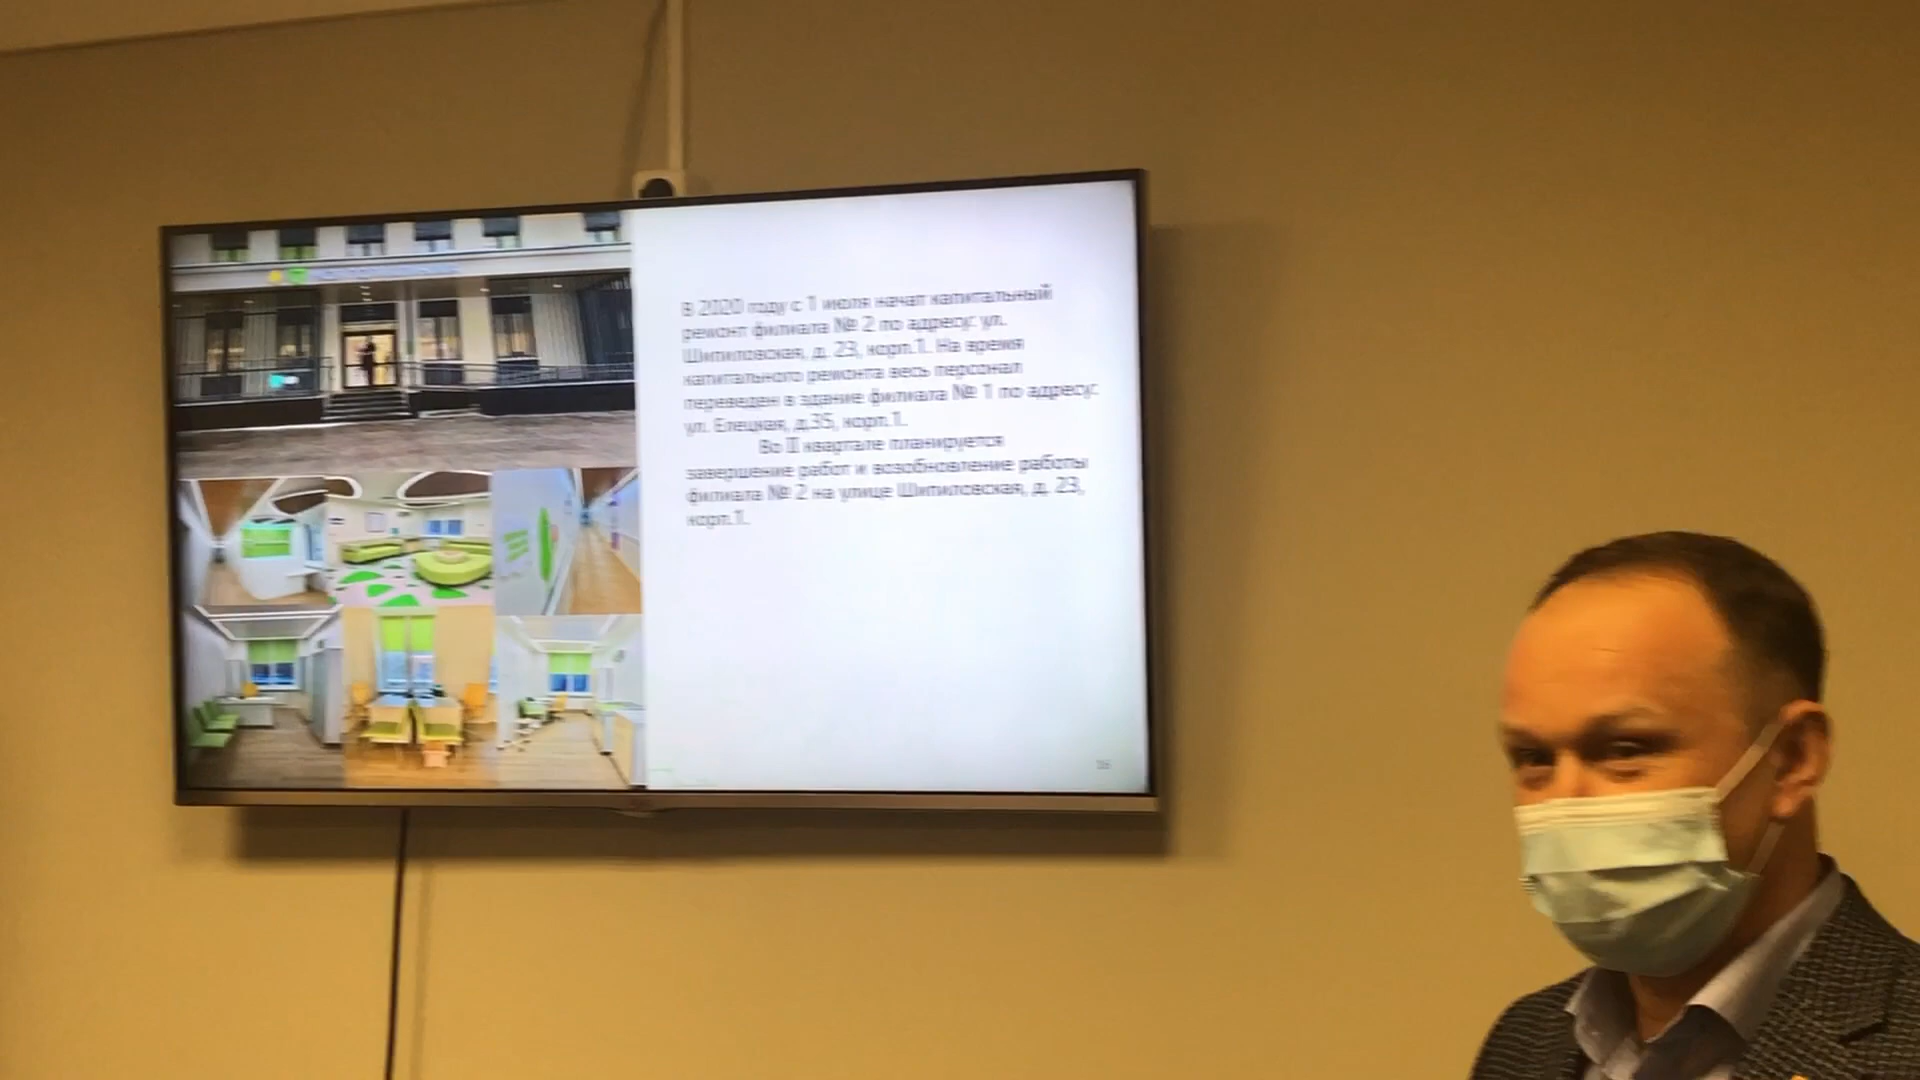 В 2020 году с 1 июля начат капитальный
ремонт филиала № 2 по адресу: ул.
Шипиловская, д. 23, корп.1. На время
капитального ремонта весь персонал
переведен в здание филиала № 1 по адресу:
ул. Елецкая, д.35, корп.1.
Во II квартале планируется
завершение работ и возобновление работы
филиала № 2 на улице Шипиловская, д. 23,
корп.1.
16